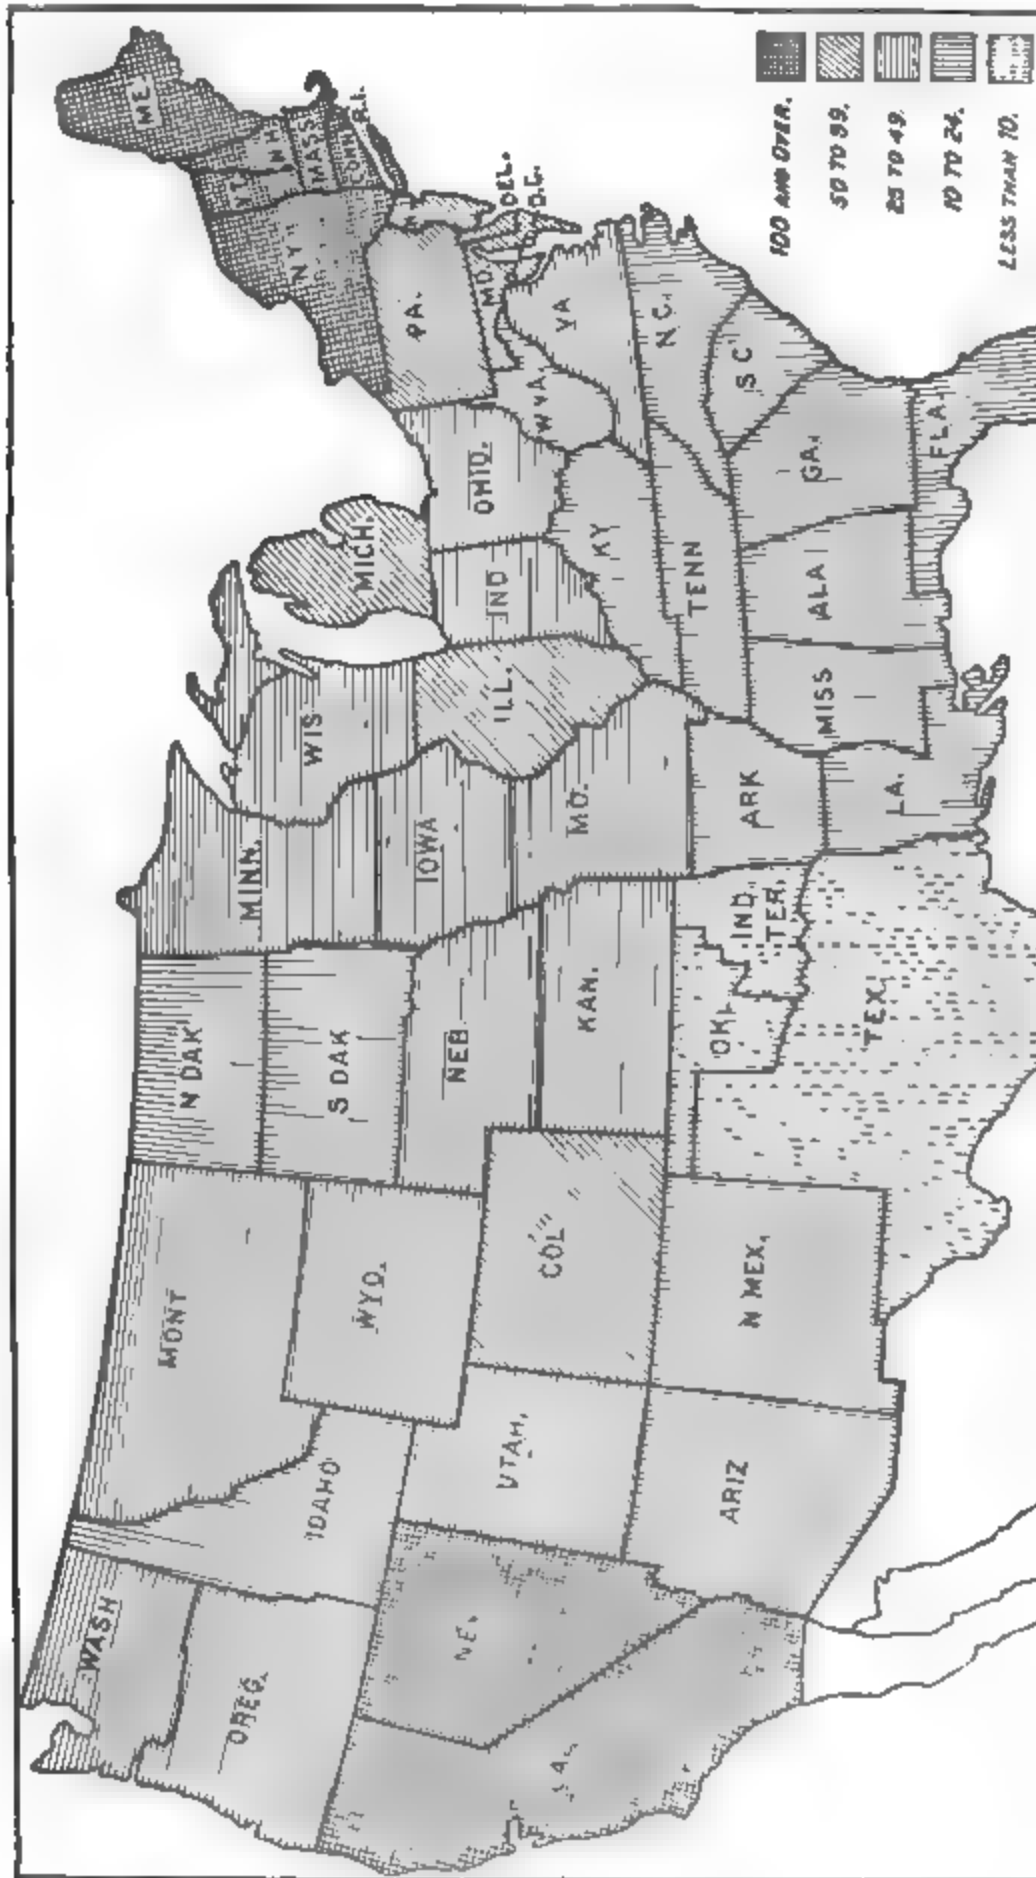 ME.
VT.
N.H.
MASS.
CONN.
R.I.
N.Y.
PA.
DEL.
D.C.
MD.
VA
W.VA.
N.C.
S C
GA.
FLA.
OHIO.
MICH.
IND
ILL.
KY
TENN
ALA
MISS
WIS
MINN.
IOWA
MO.
ARK
LA.
N DAK
S DAK
NEB
KAN.
IND.
TER.
OK.
TEX.
MONT
WYO.
COL
N MEX.
IDAHO
UTAH.
ARIZ
WASH
OREG.
NE.
100 AND OVER.
50 TO 99.
25 TO 49.
10 TO 24.
LESS THAN 10.